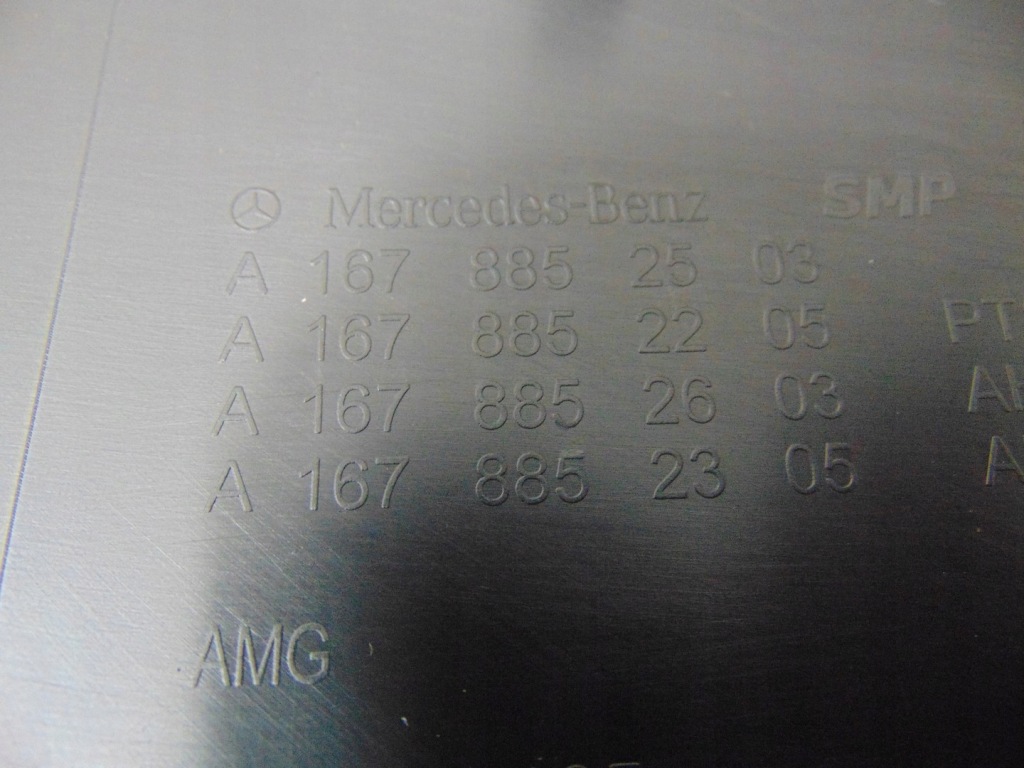 Mercedes-Benz SMP
A 167 885 25 03
A 167 885 22 05 PT
A 167 885 26 03
A 167 885 23 05 A
AMG